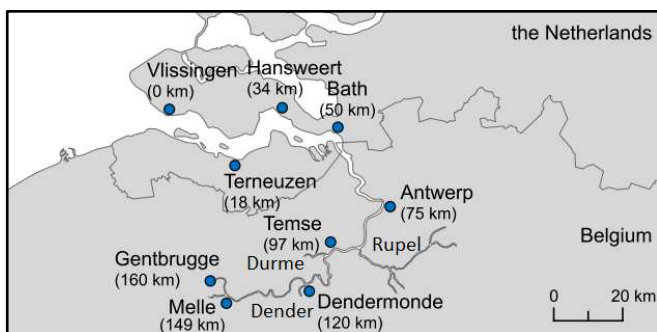 the Netherlands
Vlissingen
(0 km)
Hansweert
(34 km)
Bath
(50 km)
Terneuzen
(18 km)
Antwerp
(75 km)
Temse
(97 km)
Rupel
Belgium
Durme
Gentbrugge
(160 km)
Melle
(149 km)
Dender
Dendermonde
(120 km)
0 20 km